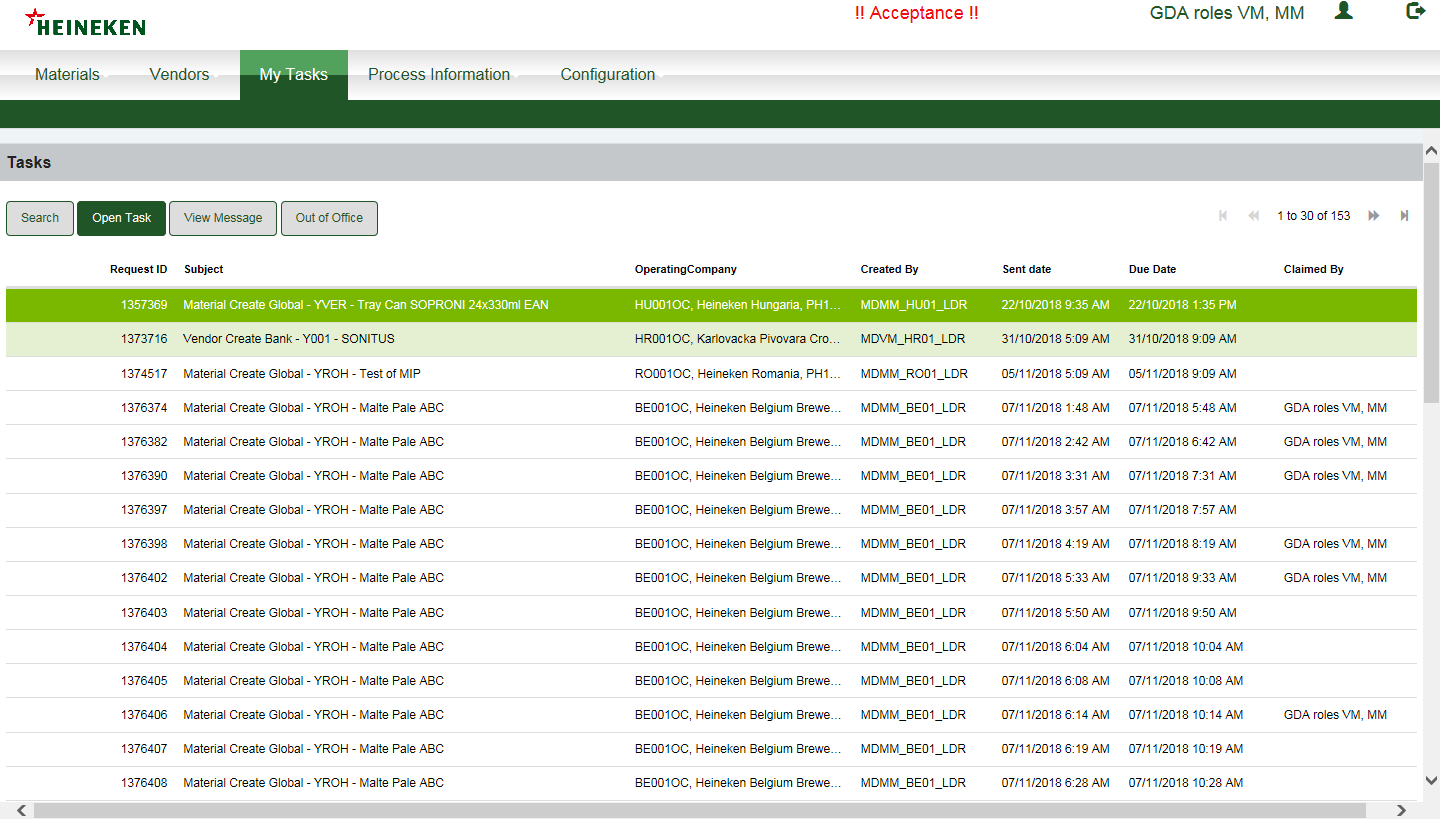 HEINEKEN
!! Acceptance !! GDA roles VM, MM
Materials Vendors My Tasks Process Information Configuration
Tasks
Search Open Task View Message Out of Office 1 to 30 of 153
Request ID Subject OperatingCompany Created By Sent date Due Date Claimed By
1357369 Material Create Global - YVER - Tray Can SOPRONI 24x330ml EAN HU001OC, Heineken Hungaria, PH1... MDMM_HU01_LDR 22/10/2018 9:35 AM 22/10/2018 1:35 PM
1373716 Vendor Create Bank - Y001 - SONITUS HR001OC, Karlovacka Pivovara Cro... MDVM_HR01_LDR 31/10/2018 5:09 AM 31/10/2018 9:09 AM
1374517 Material Create Global - YROH - Test of MIP RO001OC, Heineken Romania, PH1... MDMM_RO01_LDR 05/11/2018 5:09 AM 05/11/2018 9:09 AM
1376374 Material Create Global - YROH - Malte Pale ABC BE001OC, Heineken Belgium Brewe... MDMM_BE01_LDR 07/11/2018 1:48 AM 07/11/2018 5:48 AM GDA roles VM, MM
1376382 Material Create Global - YROH - Malte Pale ABC BE001OC, Heineken Belgium Brewe... MDMM_BE01_LDR 07/11/2018 2:42 AM 07/11/2018 6:42 AM GDA roles VM, MM
1376390 Material Create Global - YROH - Malte Pale ABC BE001OC, Heineken Belgium Brewe... MDMM_BE01_LDR 07/11/2018 3:31 AM 07/11/2018 7:31 AM GDA roles VM, MM
1376397 Material Create Global - YROH - Malte Pale ABC BE001OC, Heineken Belgium Brewe... MDMM_BE01_LDR 07/11/2018 3:57 AM 07/11/2018 7:57 AM
1376398 Material Create Global - YROH - Malte Pale ABC BE001OC, Heineken Belgium Brewe... MDMM_BE01_LDR 07/11/2018 4:19 AM 07/11/2018 8:19 AM GDA roles VM, MM
1376402 Material Create Global - YROH - Malte Pale ABC BE001OC, Heineken Belgium Brewe... MDMM_BE01_LDR 07/11/2018 5:33 AM 07/11/2018 9:33 AM GDA roles VM, MM
1376403 Material Create Global - YROH - Malte Pale ABC BE001OC, Heineken Belgium Brewe... MDMM_BE01_LDR 07/11/2018 5:50 AM 07/11/2018 9:50 AM
1376404 Material Create Global - YROH - Malte Pale ABC BE001OC, Heineken Belgium Brewe... MDMM_BE01_LDR 07/11/2018 6:04 AM 07/11/2018 10:04 AM
1376405 Material Create Global - YROH - Malte Pale ABC BE001OC, Heineken Belgium Brewe... MDMM_BE01_LDR 07/11/2018 6:08 AM 07/11/2018 10:08 AM
1376406 Material Create Global - YROH - Malte Pale ABC BE001OC, Heineken Belgium Brewe... MDMM_BE01_LDR 07/11/2018 6:14 AM 07/11/2018 10:14 AM GDA roles VM, MM
1376407 Material Create Global - YROH - Malte Pale ABC BE001OC, Heineken Belgium Brewe... MDMM_BE01_LDR 07/11/2018 6:19 AM 07/11/2018 10:19 AM
1376408 Material Create Global - YROH - Malte Pale ABC BE001OC, Heineken Belgium Brewe... MDMM_BE01_LDR 07/11/2018 6:28 AM 07/11/2018 10:28 AM